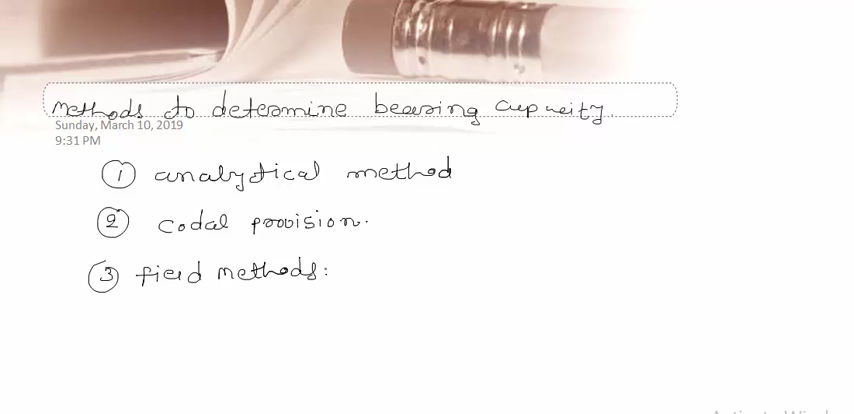 methods to determine bearing capacity.
Sunday, March 10, 2019
9:31 PM
① analytical method
② codal provision.
③ field methods: